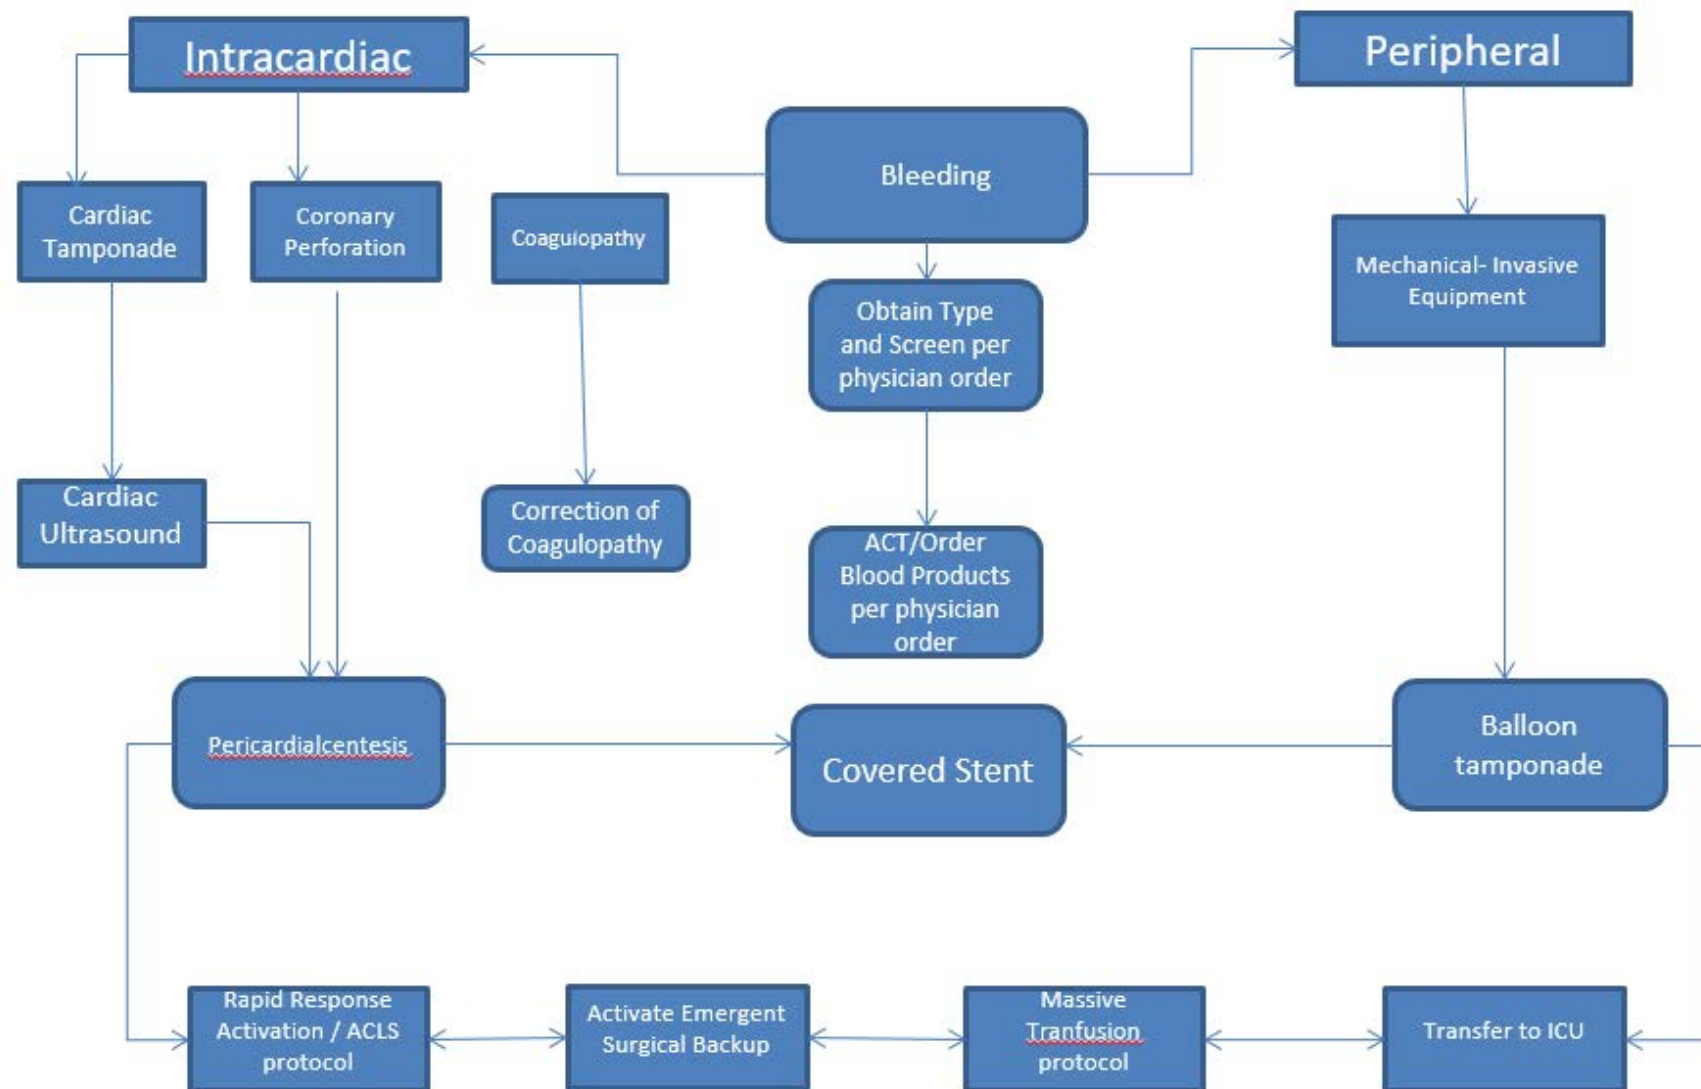 Intracardiac
Peripheral
Bleeding
Cardiac
Tamponade
Coronary
Perforation
Coagulopathy
Mechanical- Invasive
Equipment
Obtain Type
and Screen per
physician order
Cardiac
Ultrasound
Correction of
Coagulopathy
ACT/Order
Blood Products
per physician
order
Pericardialcentesis
Covered Stent
Balloon
tamponade
Rapid Response
Activation / ACLS
protocol
Activate Emergent
Surgical Backup
Massive
Tranfusion
protocol
Transfer to ICU